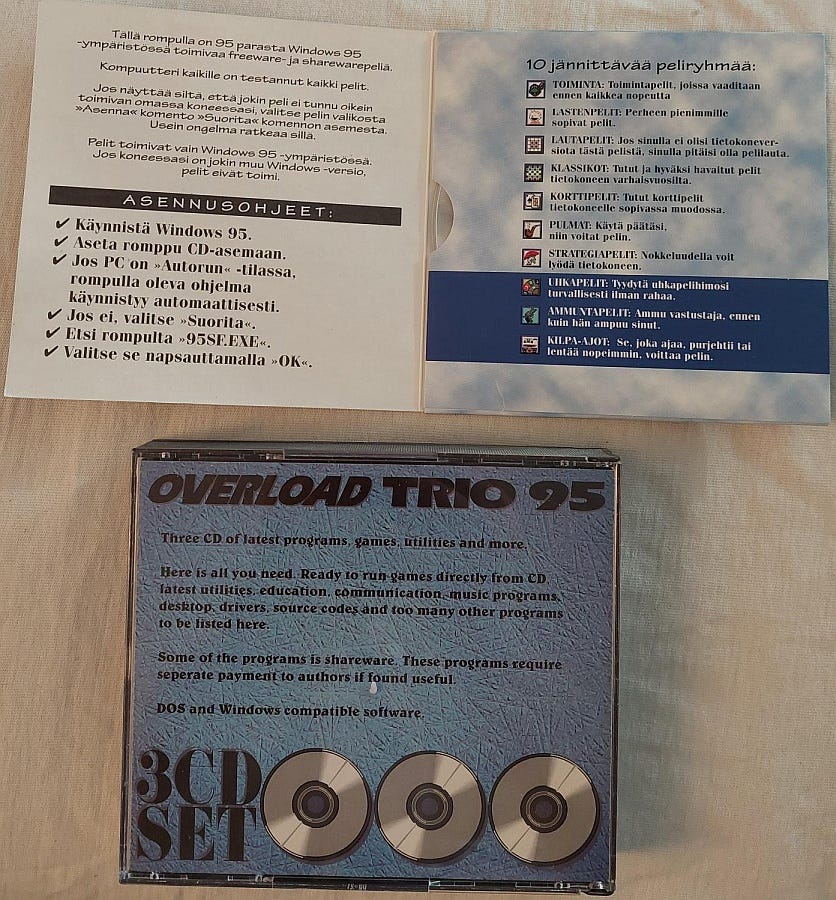 Tällä rompulla on 95 parasta Windows 95
-ympäristössä toimivaa freeware- ja sharewarepeliä.
Kompuutteri kaikille on testannut kaikki pelit.
Jos näyttää siltä, että jokin peli ei tunnu oikein
toimivan omassa koneessasi, valitse pelin valikosta
»Asenna« komento »Suorita« komennon asemesta.
Usein ongelma ratkeaa sillä.
Pelit toimivat vain Windows 95 -ympäristössä.
Jos koneessasi on jokin muu Windows -versio,
pelit eivät toimi.
ASENNUSOHJEET:
✔ Käynnistä Windows 95.
✔ Aseta romppu CD-asemaan.
✔ Jos PC on »Autorun« -tilassa,
rompulla oleva ohjelma
käynnistyy automaattisesti.
✔ Jos ei, valitse »Suorita«.
✔ Etsi rompulta »95SF.EXE«.
✔ Valitse se napsauttamalla »OK«.
10 jännittävää peliryhmää:
TOIMINTA: Toimintapelit, joissa vaaditaan
ennen kaikkea nopeutta
LASTENPELIT: Perheen pienimmille
sopivat pelit.
LAUTAPELIT: Jos sinulla ei olisi tietokonever-
siota tästä pelistä, sinulla pitäisi olla pelilauta.
KLASSIKOT: Tutut ja hyväksi havaitut pelit
tietokoneen varhaisvuosilta.
KORTTIPELIT: Tutut korttipelit
tietokoneelle sopivassa muodossa.
PULMAT: Käytä päätäsi,
niin voitat pelin.
STRATEGIAPELIT: Nokkeluudella voit
lyödä tietokoneen.
UHKAPELIT: Tyydytä uhkapelihimosi
turvallisesti ilman rahaa.
AMMUNTAPELIT: Ammu vastustaja, ennen
kuin hän ampuu sinut.
KILPA-AJOT: Se, joka ajaa, purjehtii tai
lentää nopeimmin, voittaa pelin.
OVERLOAD TRIO 95
Three CD of latest programs, games, utilities and more.
Here is all you need. Ready to run games directly from CD,
latest utilities, education, communication, music programs,
desktop, drivers, source codes and too many other programs
to be listed here.
Some of the programs is shareware. These programs require
seperate payment to authors if found useful.
DOS and Windows compatible software.
3CD
SET